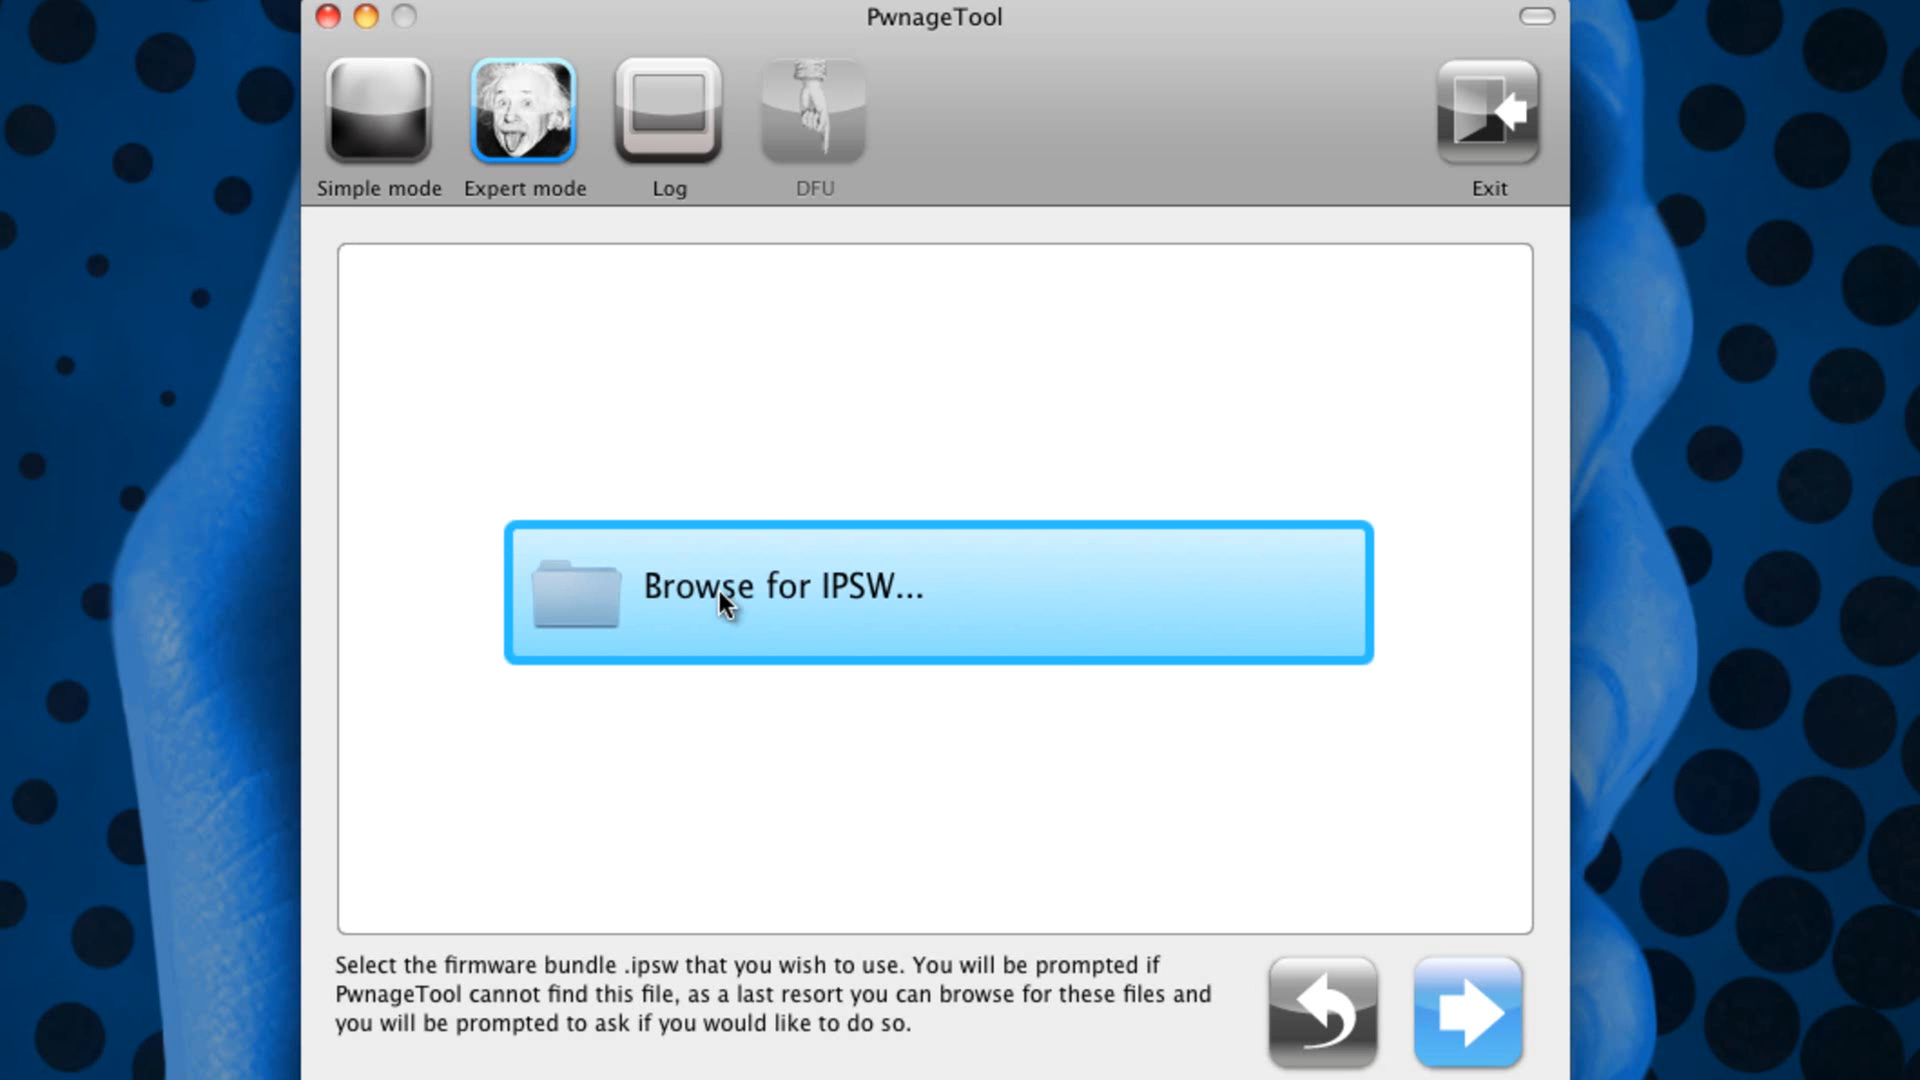 PwnageTool
Simple mode
Expert mode
Log
DFU
Exit
Browse for IPSW...
Select the firmware bundle .ipsw that you wish to use. You will be prompted if
PwnageTool cannot find this file, as a last resort you can browse for these files and
you will be prompted to ask if you would like to do so.